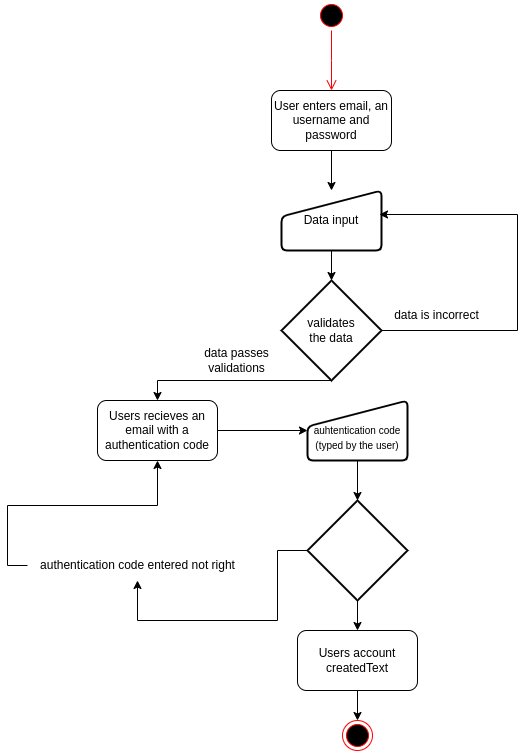 User enters email, an
username and
password
Data input
validates
the data
data is incorrect
data passes
validations
Users recieves an
email with a
authentication code
auhtentication code
(typed by the user)
authentication code entered not right
Users account
createdText